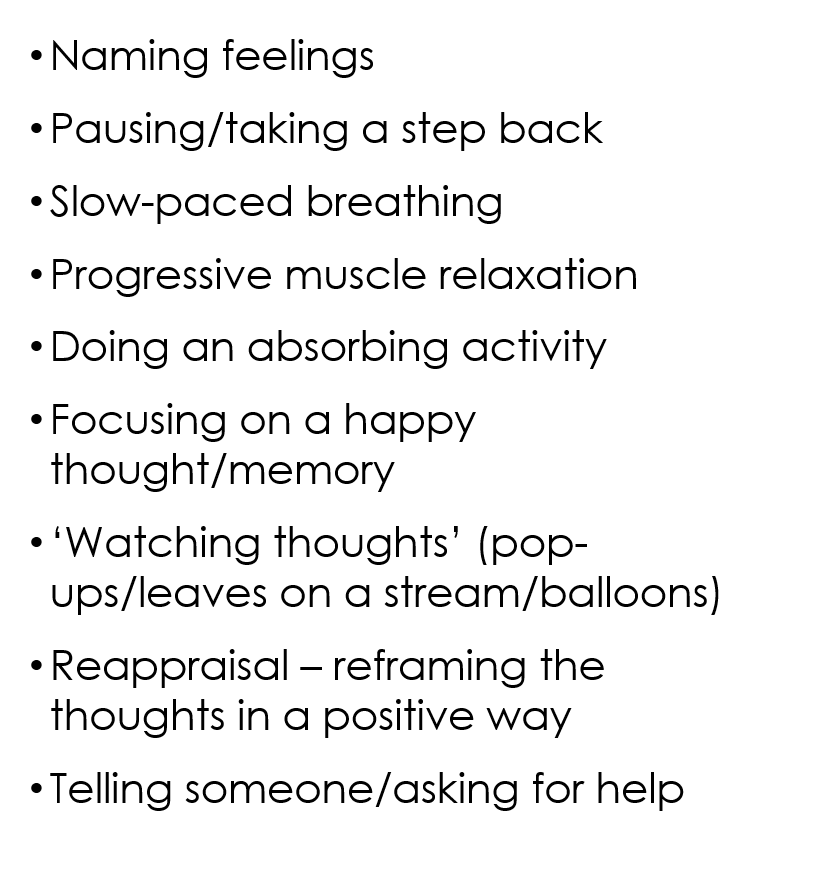 • Naming feelings
• Pausing/taking a step back
• Slow-paced breathing
• Progressive muscle relaxation
• Doing an absorbing activity
• Focusing on a happy
thought/memory
• ‘Watching thoughts’ (pop-
ups/leaves on a stream/balloons)
• Reappraisal – reframing the
thoughts in a positive way
• Telling someone/asking for help